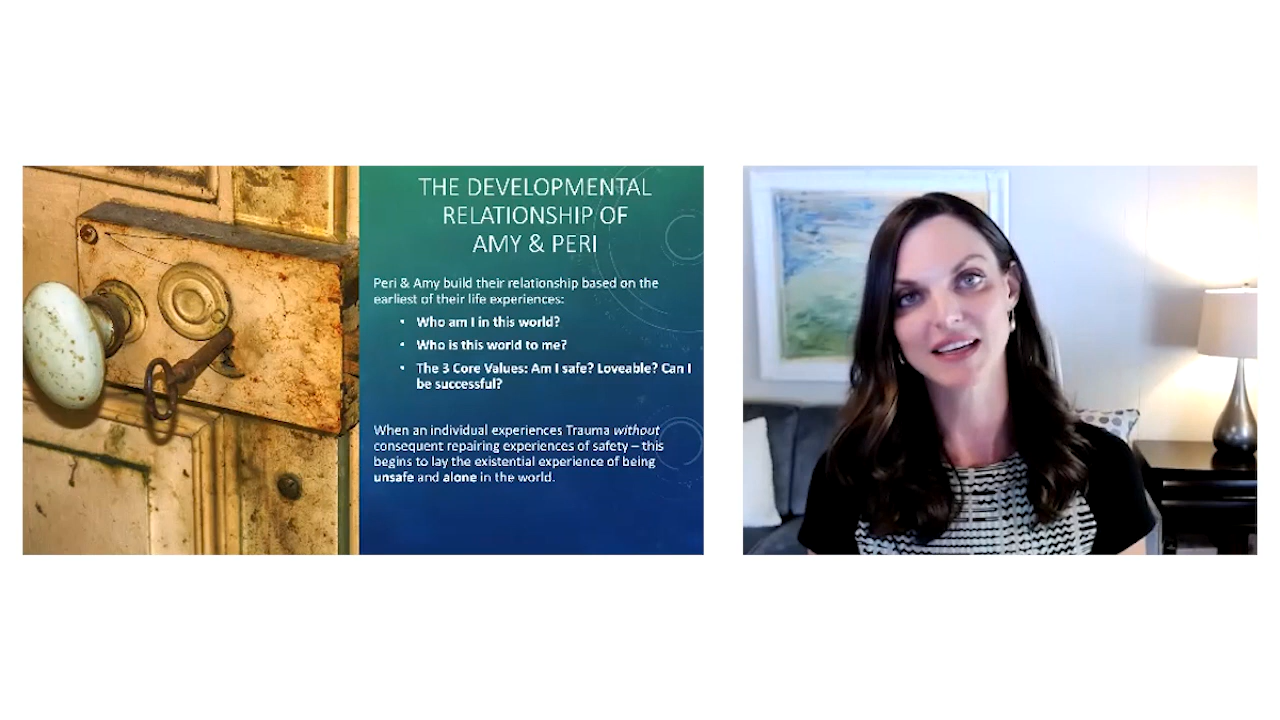 THE DEVELOPMENTAL
RELATIONSHIP OF
AMY & PERI
Peri & Amy build their relationship based on the
earliest of their life experiences:
• Who am I in this world?
• Who is this world to me?
• The 3 Core Values: Am I safe? Loveable? Can I
be successful?
When an individual experiences Trauma without
consequent repairing experiences of safety – this
begins to lay the existential experience of being
unsafe and alone in the world.